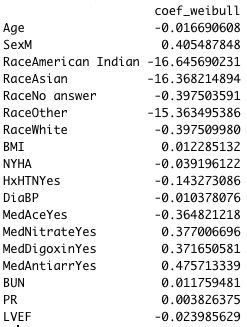 coef_weibull
Age -0.016690608
SexM 0.405487848
RaceAmerican Indian -16.645690231
RaceAsian -16.368214894
RaceNo answer -0.397503591
RaceOther -15.363495386
RaceWhite -0.397509980
BMI 0.012285132
NYHA -0.039196122
HxHTNYes -0.143273086
DiaBP -0.010378076
MedAceYes -0.364821218
MedNitrateYes 0.377006696
MedDigoxinYes 0.371650581
MedAntiarrYes 0.475713339
BUN 0.011759481
PR 0.003826375
LVEF -0.023985629